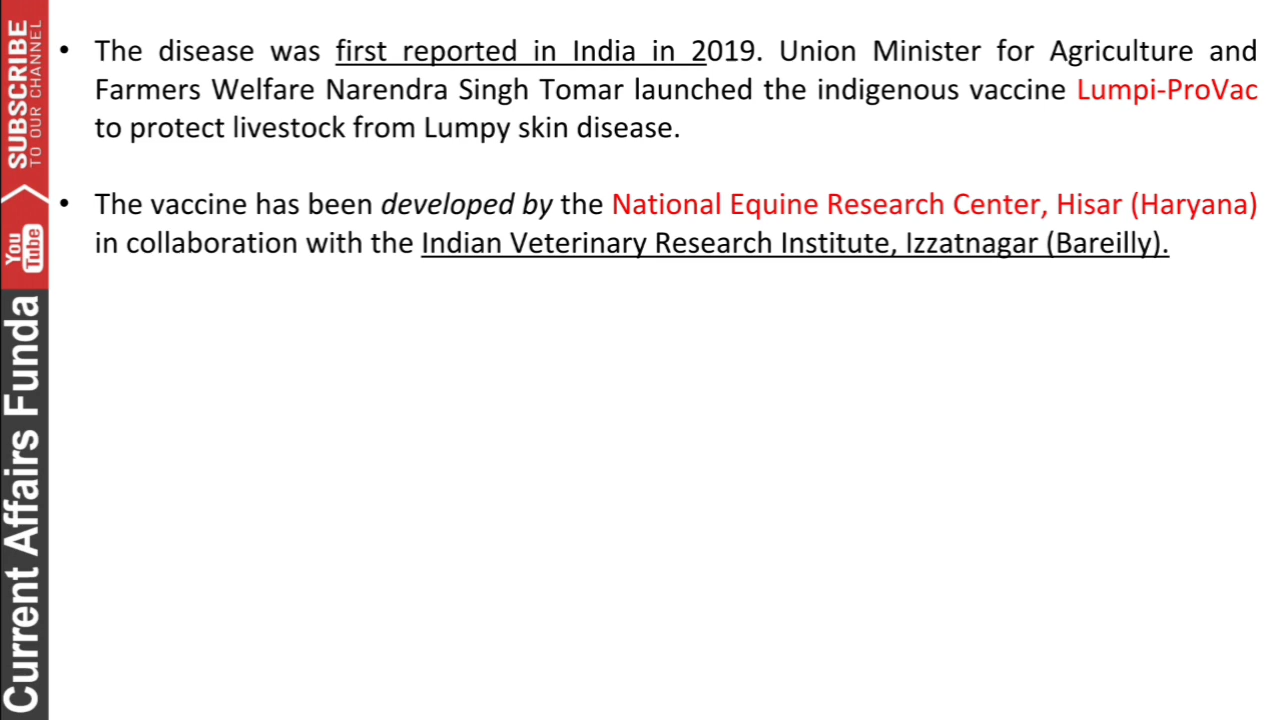 • The disease was first reported in India in 2019. Union Minister for Agriculture and
Farmers Welfare Narendra Singh Tomar launched the indigenous vaccine Lumpi-ProVac
to protect livestock from Lumpy skin disease.
• The vaccine has been developed by the National Equine Research Center, Hisar (Haryana)
in collaboration with the Indian Veterinary Research Institute, Izzatnagar (Bareilly).
SUBSCRIBE
TO OUR CHANNEL
You
Tube
Current Affairs Funda